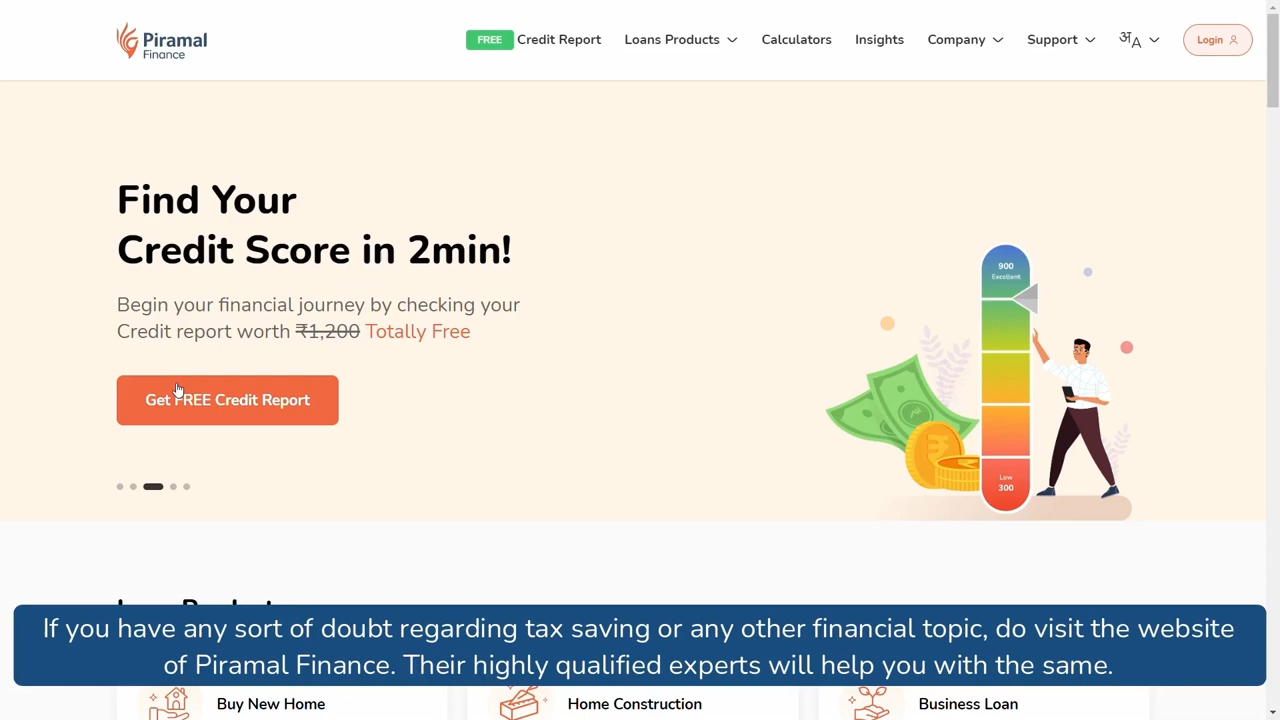 Piramal
Finance
FREE Credit Report
Loans Products
Calculators
Insights
Company
Support
अA
Login
Find Your
Credit Score in 2min!
Begin your financial journey by checking your
Credit report worth ₹1,200 Totally Free
Get FREE Credit Report
900
Excellent
Low
300
If you have any sort of doubt regarding tax saving or any other financial topic, do visit the website
of Piramal Finance. Their highly qualified experts will help you with the same.
Buy New Home
Home Construction
Business Loan